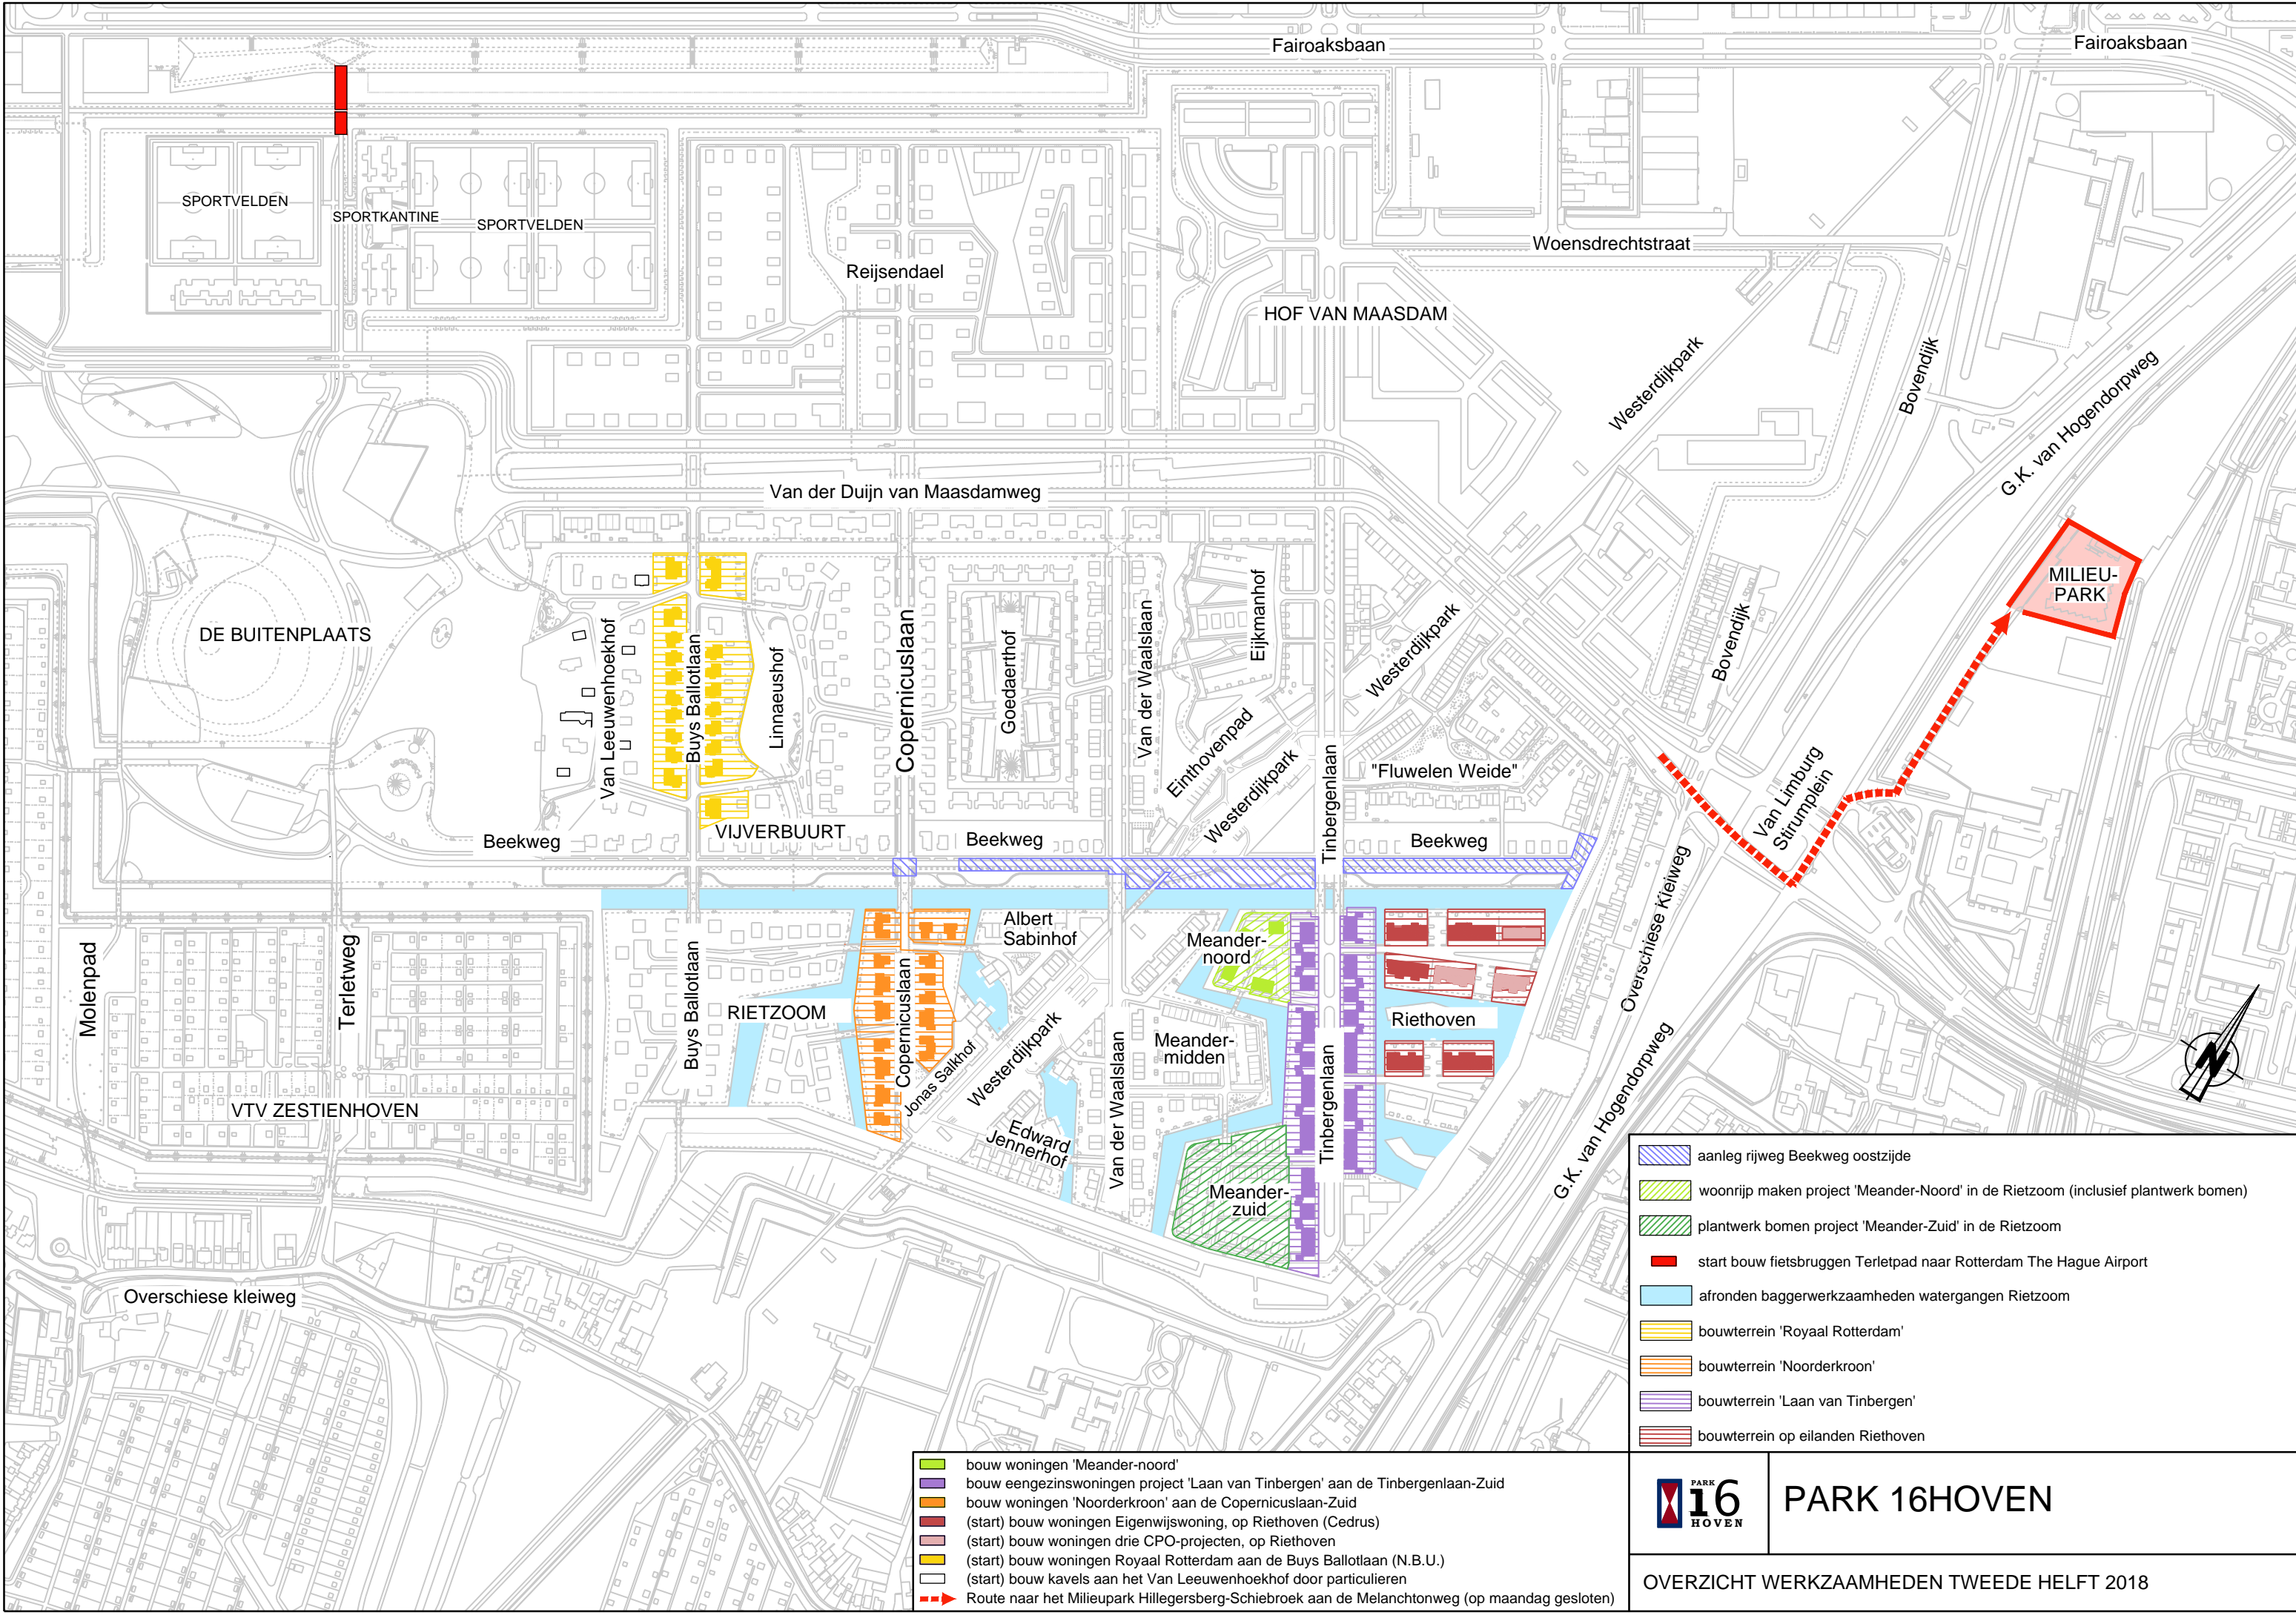 Fairoaksbaan
Fairoaksbaan
SPORTVELDEN
SPORTKANTINE
SPORTVELDEN
Woensdrechtstraat
Reijsendael
HOF VAN MAASDAM
Westerdijkpark
Bovendijk
G.K. van Hogendorpweg
Van der Duijn van Maasdamweg
MILIEU-
PARK
DE BUITENPLAATS
Van Leeuwenhoekhof
Buys Ballotlaan
Linnaeushof
Copernicuslaan
Goedaerthof
Van der Waalslaan
Eijkmanhof
Westerdijkpark
Bovendijk
Einthovenpad
Westerdijkpark
Tinbergenlaan
"Fluwelen Weide"
Van Limburg
Stirumplein
Beekweg
VIJVERBUURT
Beekweg
Beekweg
Overschiese Kleiweg
Molenpad
Terletweg
Buys Ballotlaan
RIETZOOM
Copernicuslaan
Albert
Sabinhof
Jonas Salkhof
Westerdijkpark
Edward
Jennerhof
Van der Waalslaan
Meander-
noord
Meander-
midden
Meander-
zuid
Tinbergenlaan
Riethoven
G.K. van Hogendorpweg
N
VTV ZESTIENHOVEN
Overschiese kleiweg
aanleg rijweg Beekweg oostzijde
woonrijp maken project 'Meander-Noord' in de Rietzoom (inclusief plantwerk bomen)
plantwerk bomen project 'Meander-Zuid' in de Rietzoom
start bouw fietsbruggen Terletpad naar Rotterdam The Hague Airport
afronden baggerwerkzaamheden watergangen Rietzoom
bouwterrein 'Royaal Rotterdam'
bouwterrein 'Noorderkroon'
bouwterrein 'Laan van Tinbergen'
bouwterrein op eilanden Riethoven
bouw woningen 'Meander-noord'
bouw eengezinswoningen project 'Laan van Tinbergen' aan de Tinbergenlaan-Zuid
bouw woningen 'Noorderkroon' aan de Copernicuslaan-Zuid
(start) bouw woningen Eigenwijswoning, op Riethoven (Cedrus)
(start) bouw woningen drie CPO-projecten, op Riethoven
(start) bouw woningen Royaal Rotterdam aan de Buys Ballotlaan (N.B.U.)
(start) bouw kavels aan het Van Leeuwenhoekhof door particulieren
Route naar het Milieupark Hillegersberg-Schiebroek aan de Melanchtonweg (op maandag gesloten)
PARK
16
HOVEN
PARK 16HOVEN
OVERZICHT WERKZAAMHEDEN TWEEDE HELFT 2018